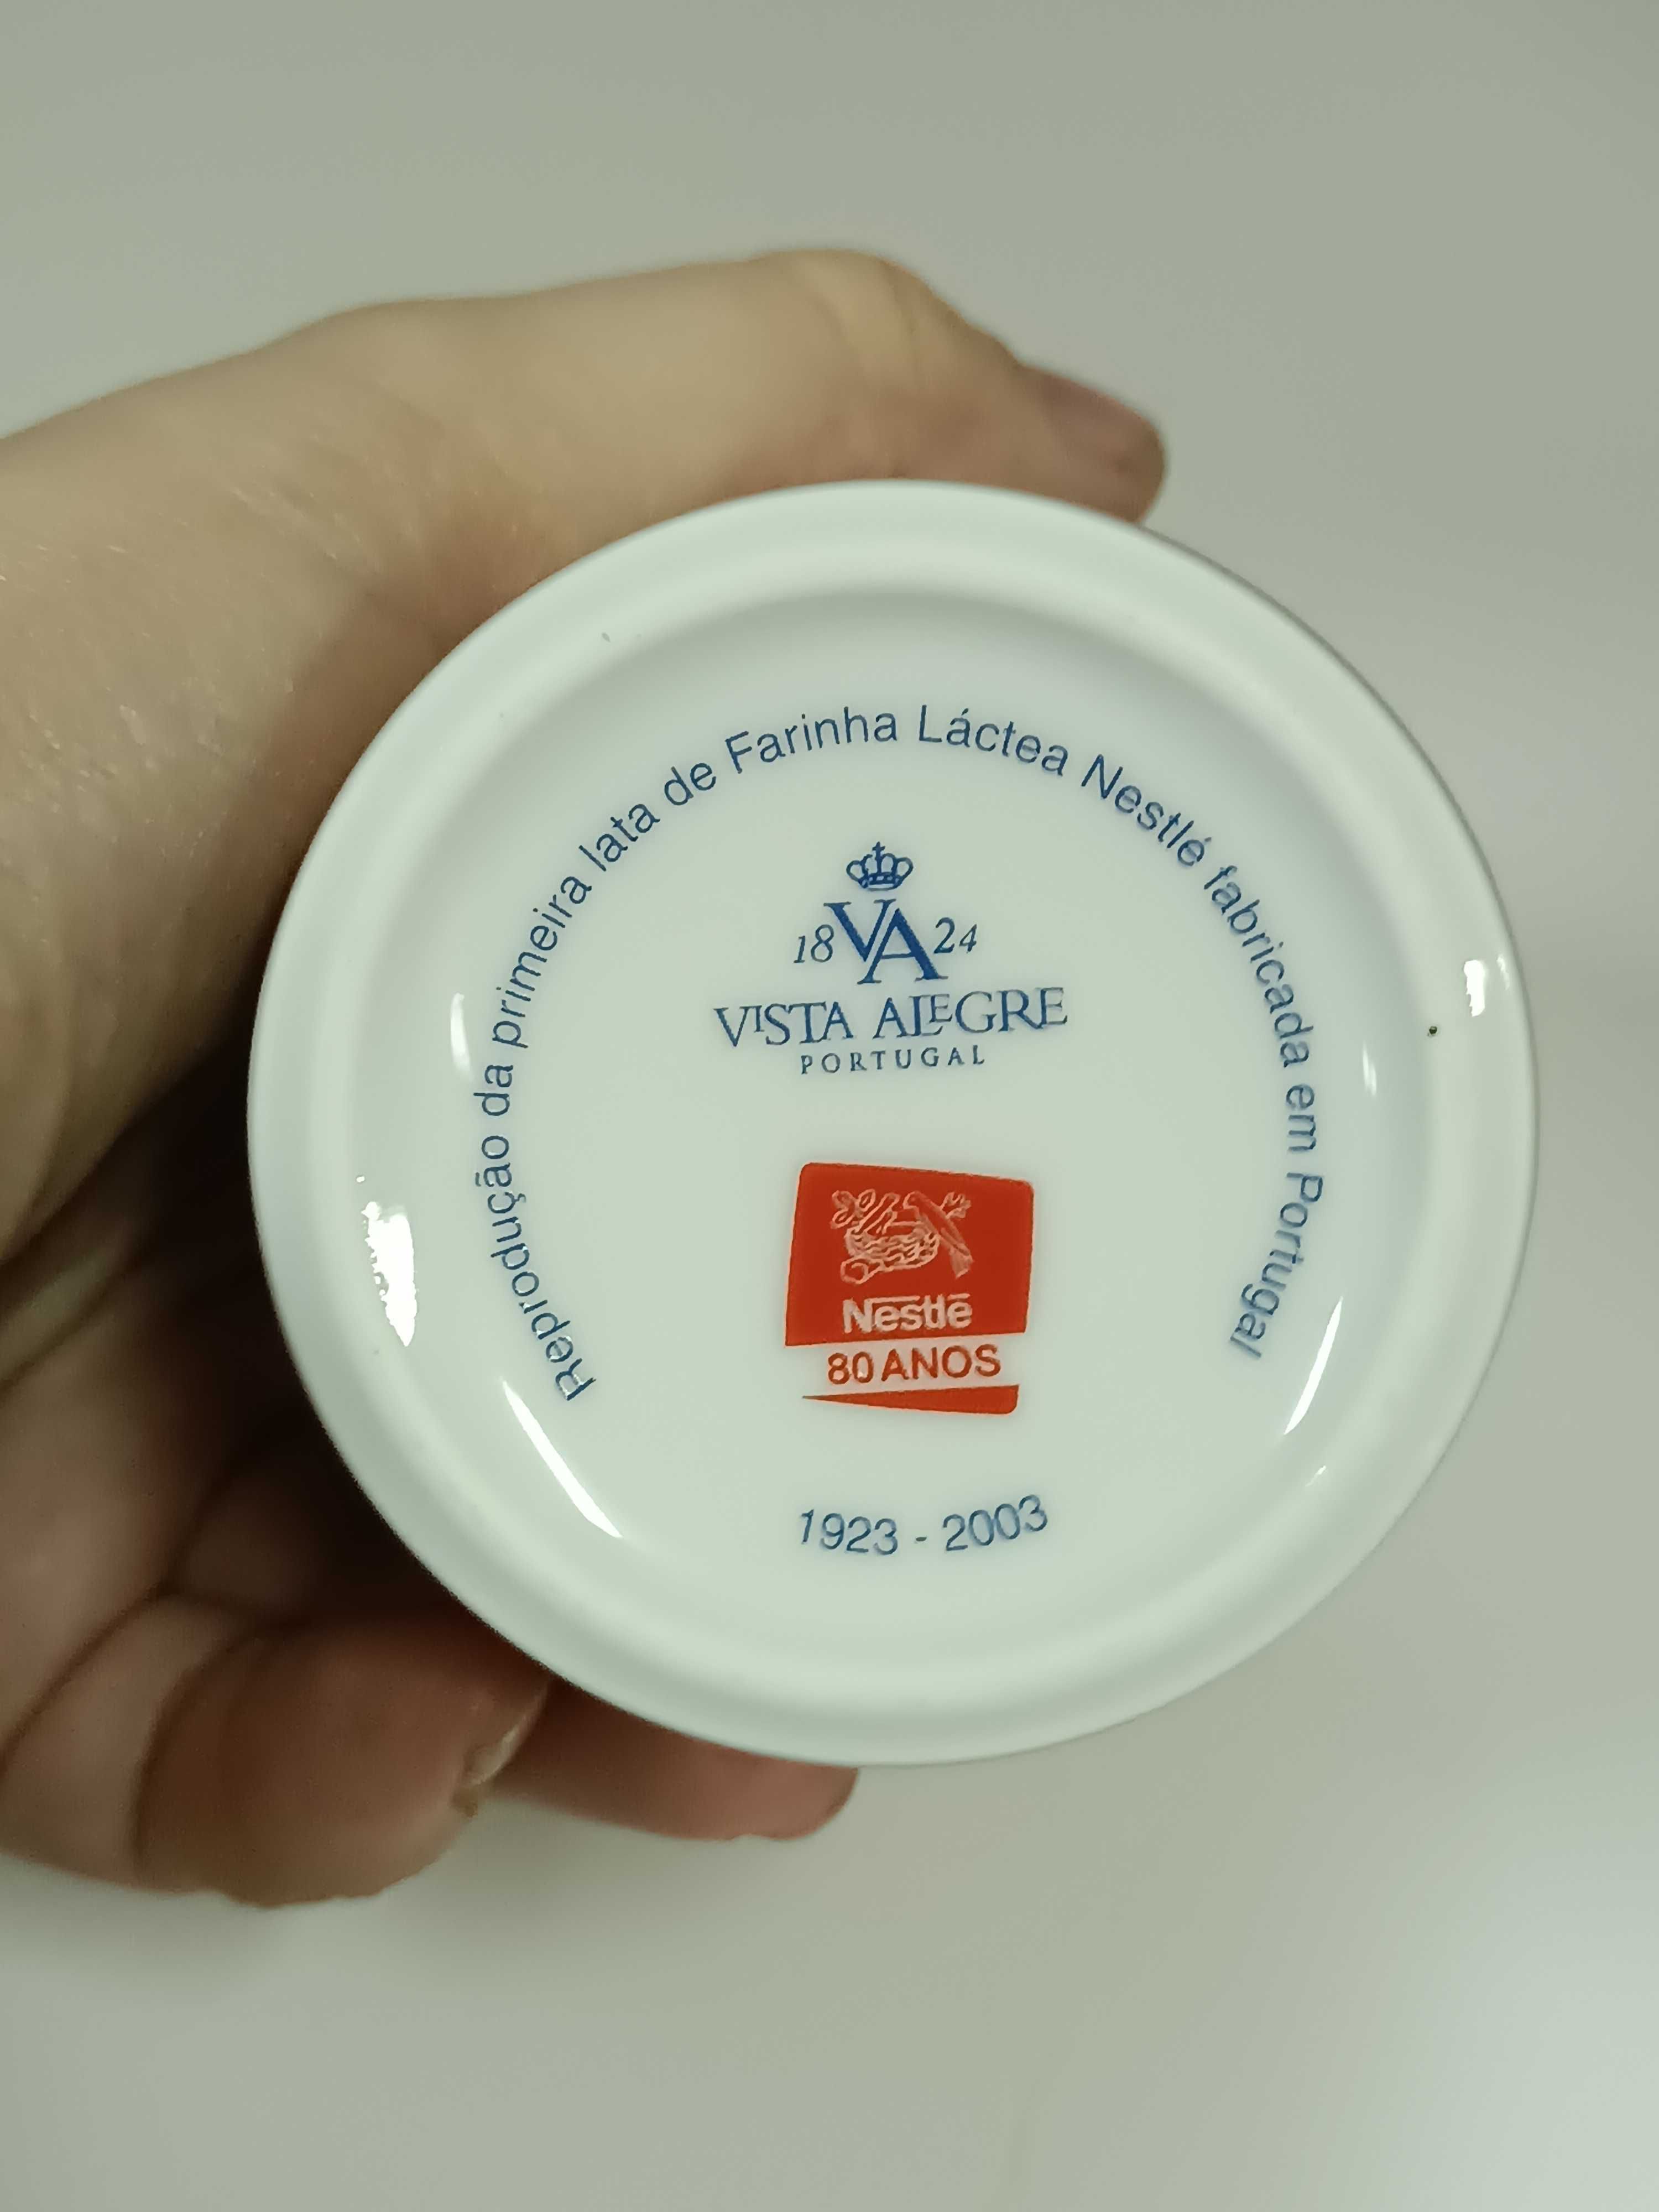 Reprodução da primeira lata de Farinha Láctea Nestlé fabricada em Portugal
18 VA 24
VISTA ALEGRE
PORTUGAL
Nestlé
80 ANOS
1923 - 2003